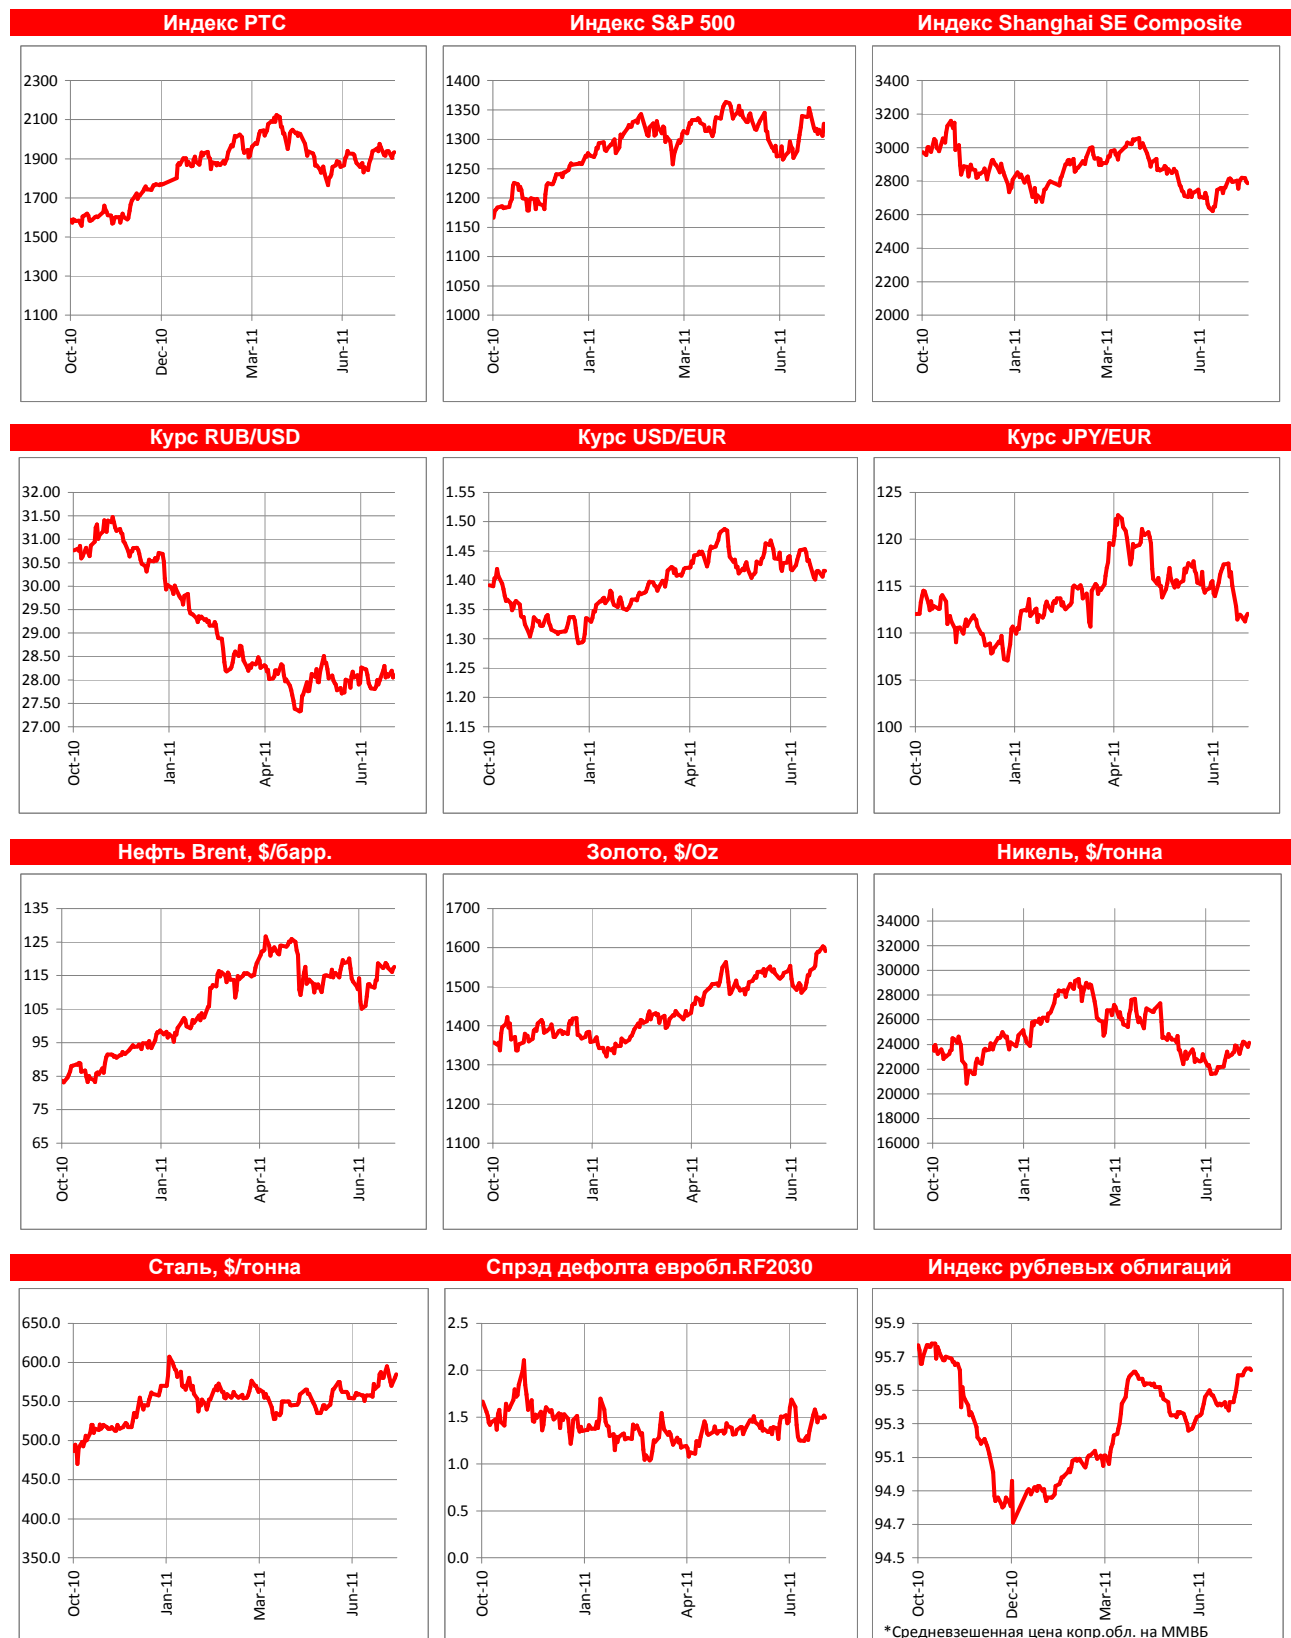 Индекс РТС
2300
2100
1900
1700
1500
1300
1100
Oct-10
Dec-10
Mar-11
Jun-11
Индекс S&P 500
1400
1350
1300
1250
1200
1150
1100
1050
1000
Oct-10
Jan-11
Mar-11
Jun-11
Индекс Shanghai SE Composite
3400
3200
3000
2800
2600
2400
2200
2000
Oct-10
Jan-11
Mar-11
Jun-11
Курс RUB/USD
32.00
31.50
31.00
30.50
30.00
29.50
29.00
28.50
28.00
27.50
27.00
Oct-10
Jan-11
Apr-11
Jun-11
Курс USD/EUR
1.55
1.50
1.45
1.40
1.35
1.30
1.25
1.20
1.15
Oct-10
Jan-11
Apr-11
Jun-11
Курс JPY/EUR
125
120
115
110
105
100
Oct-10
Jan-11
Apr-11
Jun-11
Нефть Brent, $/барр.
135
125
115
105
95
85
75
65
Oct-10
Jan-11
Apr-11
Jun-11
Золото, $/Oz
1700
1600
1500
1400
1300
1200
1100
Oct-10
Jan-11
Apr-11
Jun-11
Никель, $/тонна
34000
32000
30000
28000
26000
24000
22000
20000
18000
16000
Oct-10
Jan-11
Mar-11
Jun-11
Сталь, $/тонна
650.0
600.0
550.0
500.0
450.0
400.0
350.0
Oct-10
Jan-11
Mar-11
Jun-11
Спрэд дефолта евробл.RF2030
2.5
2.0
1.5
1.0
0.5
0.0
Oct-10
Jan-11
Apr-11
Jun-11
Индекс рублевых облигаций
95.9
95.7
95.5
95.3
95.1
94.9
94.7
94.5
Oct-10
Dec-10
Mar-11
Jun-11
*Средневзешенная цена копр.обл. на ММВБ